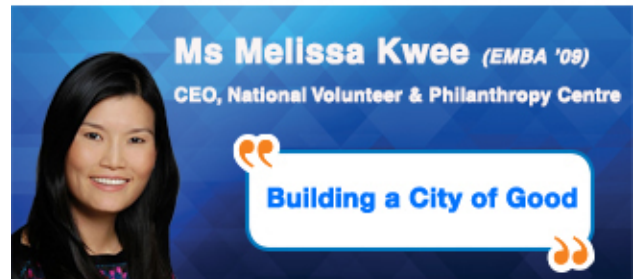 Ms Melissa Kwee (EMBA '09)
CEO, National Volunteer & Philanthropy Centre
“
Building a City of Good
”